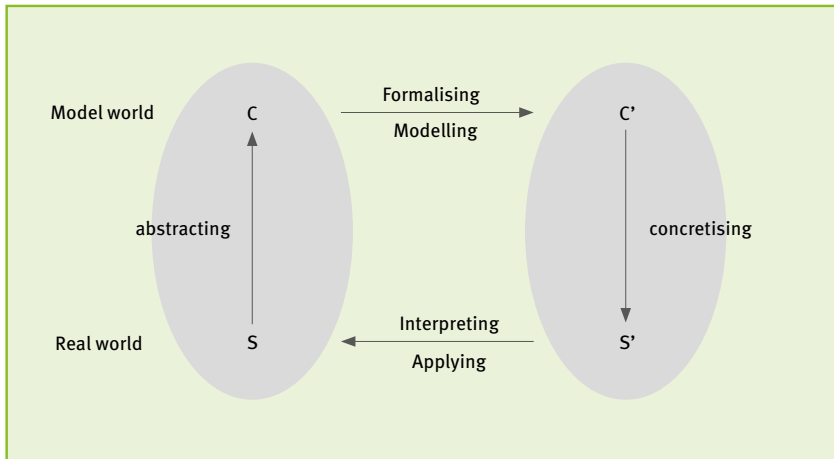 Formalising
Model world C C’
Modelling
abstracting concretising
Interpreting
Real world S S’
Applying